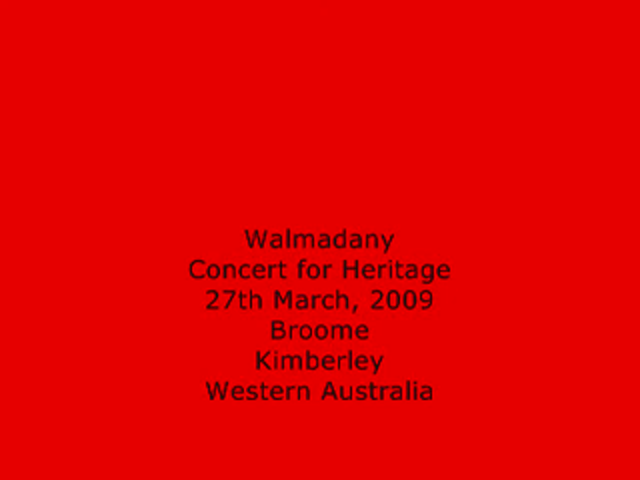 Walmadany
Concert for Heritage
27th March, 2009
Broome
Kimberley
Western Australia